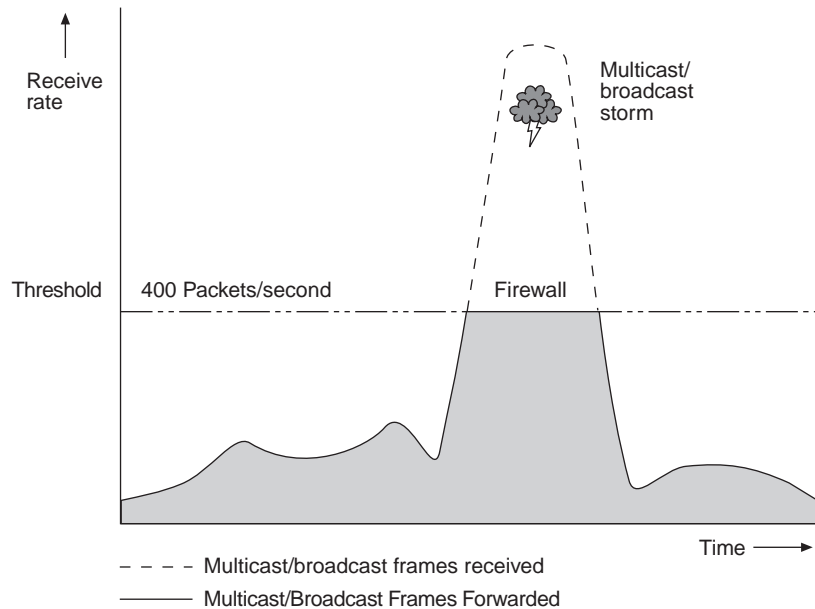 Receive
rate
Multicast/
broadcast
storm
Threshold
400 Packets/second
Firewall
Time
Multicast/broadcast frames received
Multicast/Broadcast Frames Forwarded